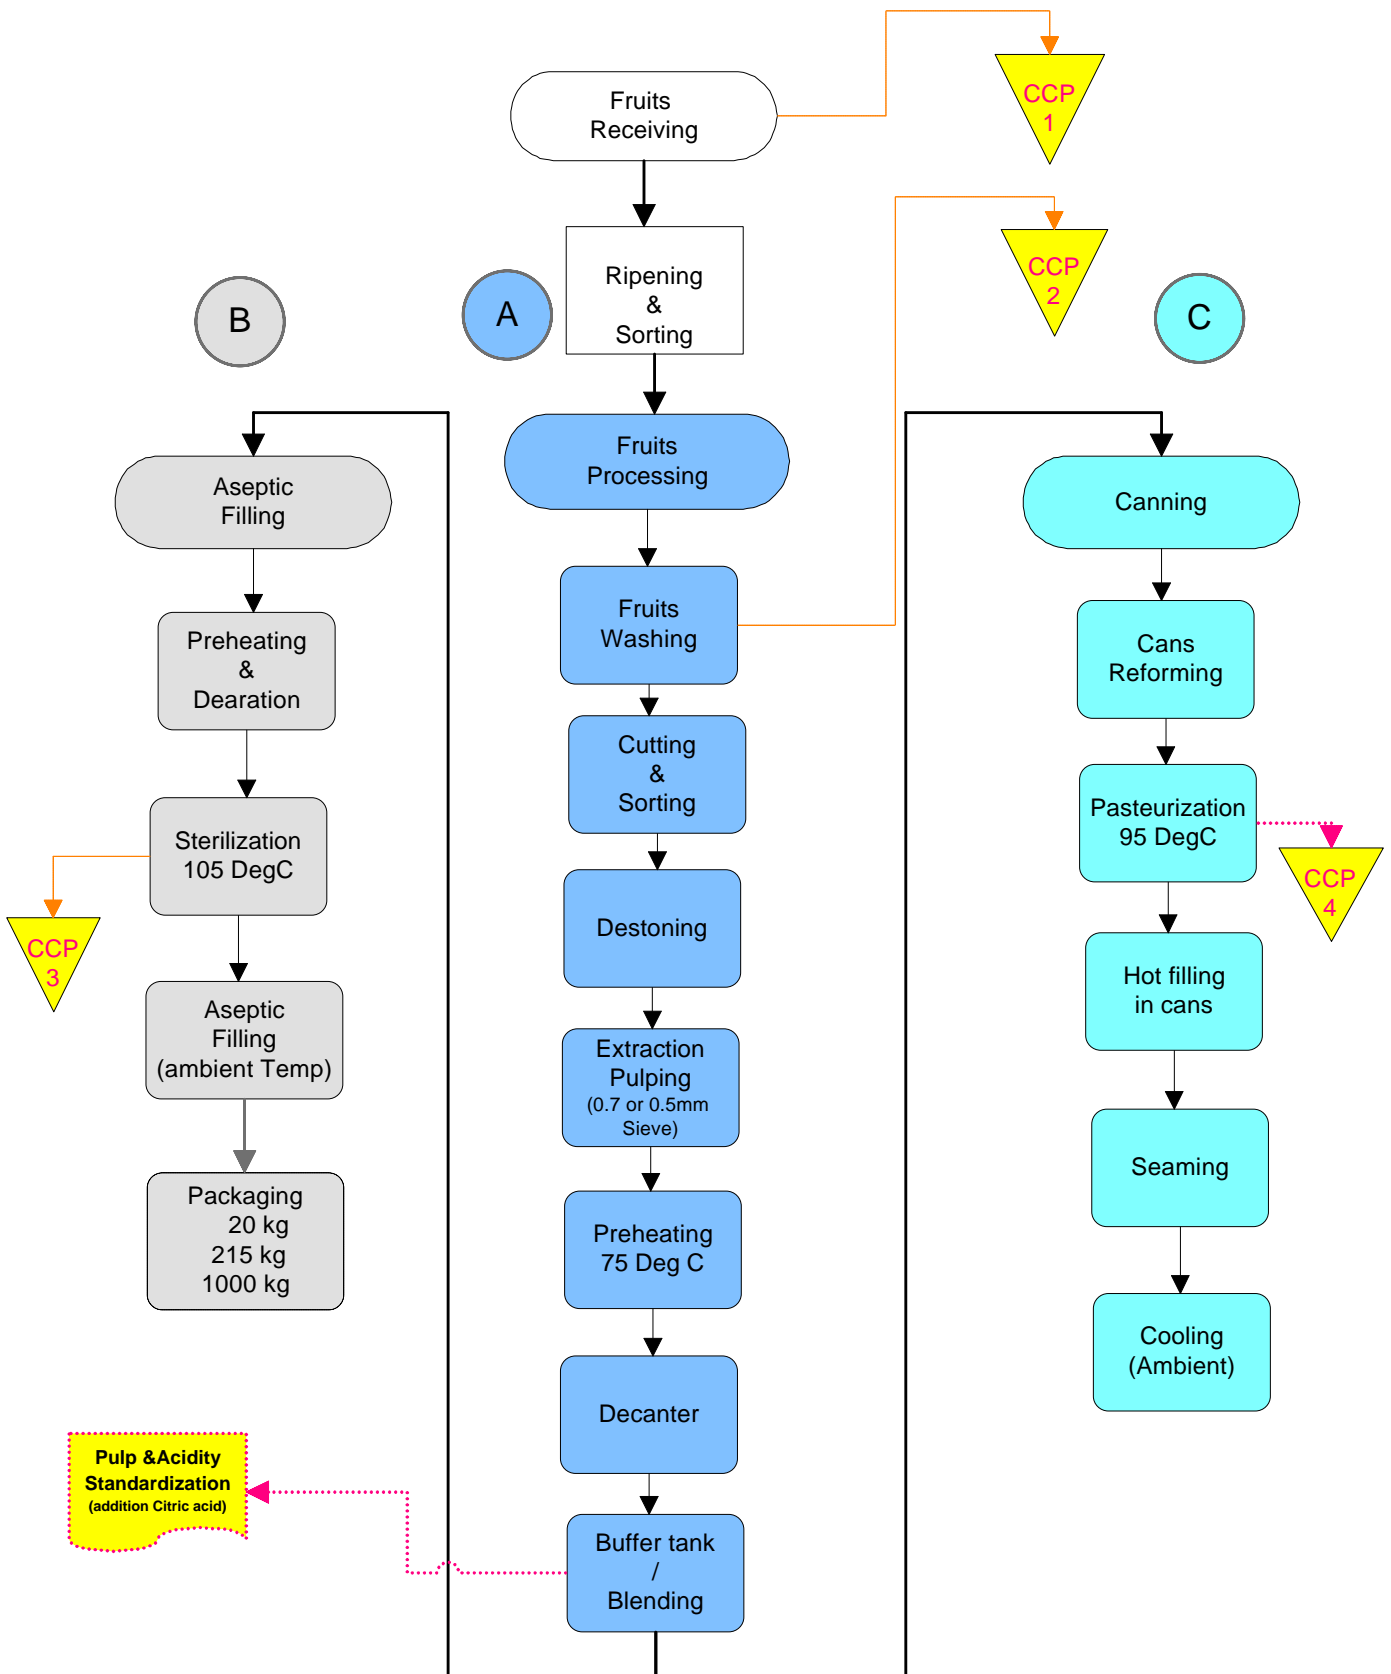 Fruits
Receiving
CCP
1
Ripening
&
Sorting
CCP
2
B
A
C
Fruits
Processing
Aseptic
Filling
Canning
Fruits
Washing
Preheating
&
Dearation
Cans
Reforming
Cutting
&
Sorting
Sterilization
105 DegC
Pasteurization
95 DegC
CCP
3
CCP
4
Destoning
Hot filling
in cans
Aseptic
Filling
(ambient Temp)
Extraction
Pulping
(0.7 or 0.5mm
Sieve)
Seaming
Packaging
20 kg
215 kg
1000 kg
Preheating
75 Deg C
Cooling
(Ambient)
Decanter
Pulp &Acidity
Standardization
(addition Citric acid)
Buffer tank
/
Blending